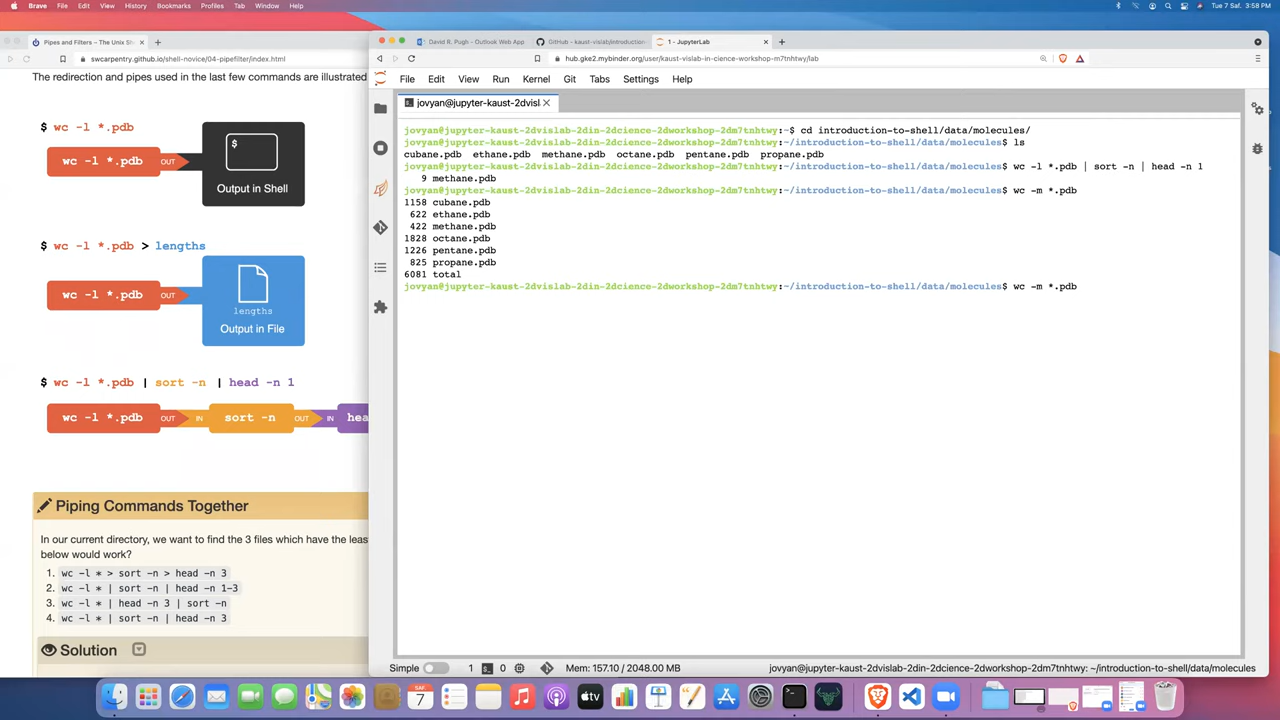 Brave File Edit View History Bookmarks Profiles Tab Window Help
Tue 7 Saf. 3:58 PM
Pipes and Filters – The Unix Sh
swcarpentry.github.io/shell-novice/04-pipefilter/index.html
The redirection and pipes used in the last few commands are illustrated
$ wc -l *.pdb
wc -l *.pdb OUT
$
Output in Shell
$ wc -l *.pdb > lengths
wc -l *.pdb OUT
lengths
Output in File
$ wc -l *.pdb | sort -n | head -n 1
wc -l *.pdb OUT IN sort -n OUT IN hea
Piping Commands Together
In our current directory, we want to find the 3 files which have the leas
below would work?
1. wc -l * > sort -n > head -n 3
2. wc -l * | sort -n | head -n 1-3
3. wc -l * | head -n 3 | sort -n
4. wc -l * | sort -n | head -n 3
Solution
David R. Pugh - Outlook Web App
GitHub - kaust-vislab/introduction
1 - JupyterLab
hub.gke2.mybinder.org/user/kaust-vislab-in-cience-workshop-m7tnhtwy/lab
File Edit View Run Kernel Git Tabs Settings Help
jovyan@jupyter-kaust-2dvisl
jovyan@jupyter-kaust-2dvislab-2din-2dcience-2dworkshop-2dm7tnhtwy:~$ cd introduction-to-shell/data/molecules/
jovyan@jupyter-kaust-2dvislab-2din-2dcience-2dworkshop-2dm7tnhtwy:~/introduction-to-shell/data/molecules$ ls
cubane.pdb ethane.pdb methane.pdb octane.pdb pentane.pdb propane.pdb
jovyan@jupyter-kaust-2dvislab-2din-2dcience-2dworkshop-2dm7tnhtwy:~/introduction-to-shell/data/molecules$ wc -l *.pdb | sort -n | head -n 1
9 methane.pdb
jovyan@jupyter-kaust-2dvislab-2din-2dcience-2dworkshop-2dm7tnhtwy:~/introduction-to-shell/data/molecules$ wc -m *.pdb
1158 cubane.pdb
622 ethane.pdb
422 methane.pdb
1828 octane.pdb
1226 pentane.pdb
825 propane.pdb
6081 total
jovyan@jupyter-kaust-2dvislab-2din-2dcience-2dworkshop-2dm7tnhtwy:~/introduction-to-shell/data/molecules$ wc -m *.pdb
Simple 1 0 Mem: 157.10 / 2048.00 MB
jovyan@jupyter-kaust-2dvislab-2din-2dcience-2dworkshop-2dm7tnhtwy: ~/introduction-to-shell/data/molecules